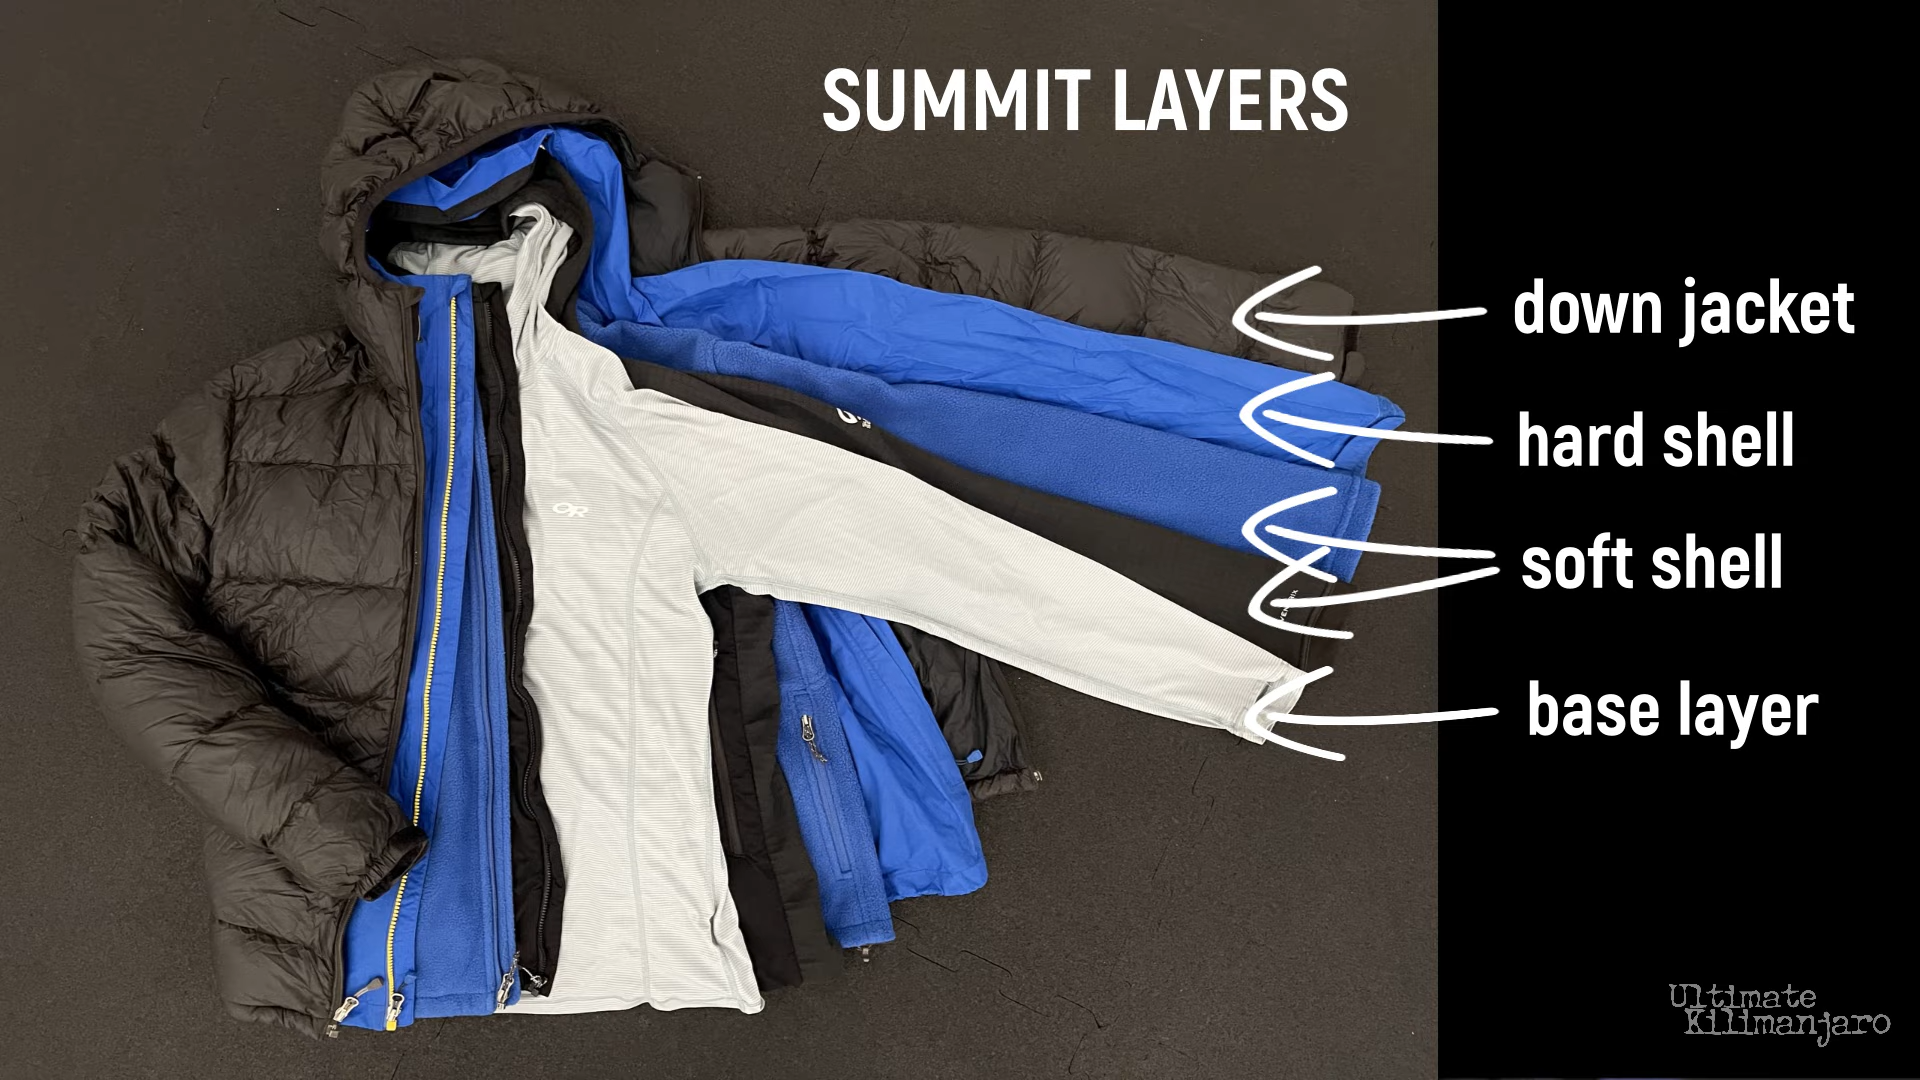 SUMMIT LAYERS
down jacket
hard shell
soft shell
base layer
OR
Ultimate
Kilimanjaro